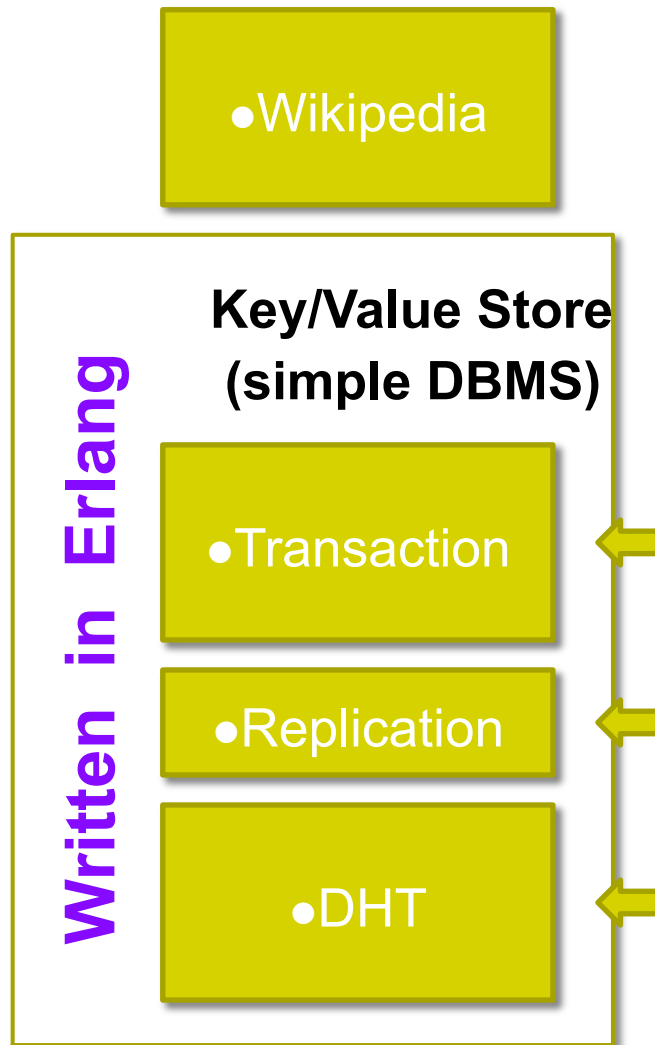 ●Wikipedia
Key/Value Store
(simple DBMS)
Written in Erlang
●Transaction
●Replication
●DHT